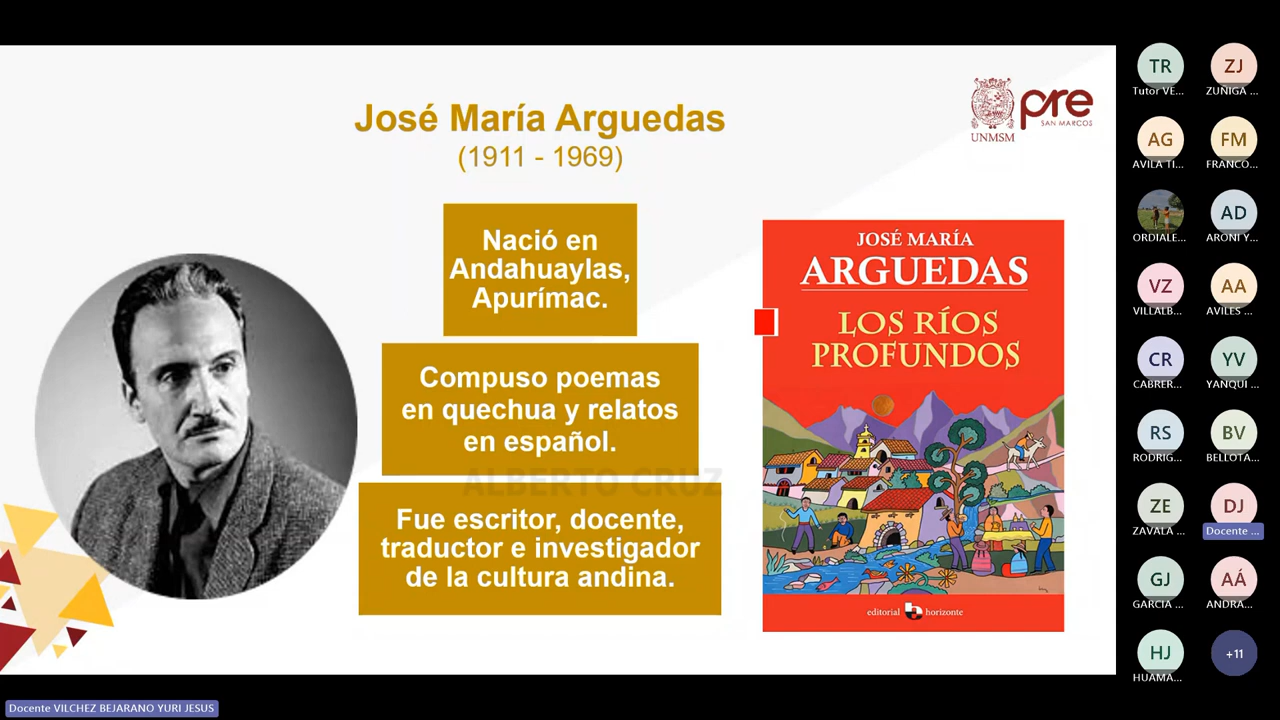 José María Arguedas
(1911 - 1969)
UNMSM
pre
SAN MARCOS
Nació en
Andahuaylas,
Apurímac.
Compuso poemas
en quechua y relatos
en español.
ALBERTO CRUZ
Fue escritor, docente,
traductor e investigador
de la cultura andina.
JOSÉ MARÍA
ARGUEDAS
LOS RÍOS
PROFUNDOS
editorial horizonte
TR
Tutor VE...
ZJ
ZUÑIGA ...
AG
AVILA TI...
FM
FRANCO...
ORDIALE...
AD
ARONI Y...
VZ
VILLALB...
AA
AVILES ...
CR
CABRER...
YV
YANQUI ...
RS
RODRIG...
BV
BELLOTA...
ZE
ZAVALA ...
DJ
Docente ...
GJ
GARCIA ...
AÁ
ANDRA...
HJ
HUAMA...
+11
Docente VILCHEZ BEJARANO YURI JESUS